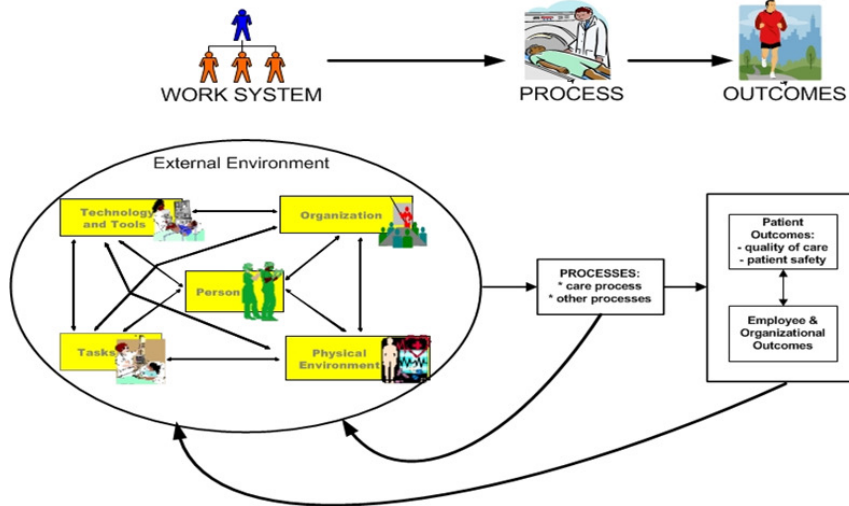 WORK SYSTEM
PROCESS
OUTCOMES
External Environment
Technology
and Tools
Organization
Person
Tasks
Physical
Environment
PROCESSES:
* care process
* other processes
Patient
Outcomes:
- quality of care
- patient safety
Employee &
Organizational
Outcomes